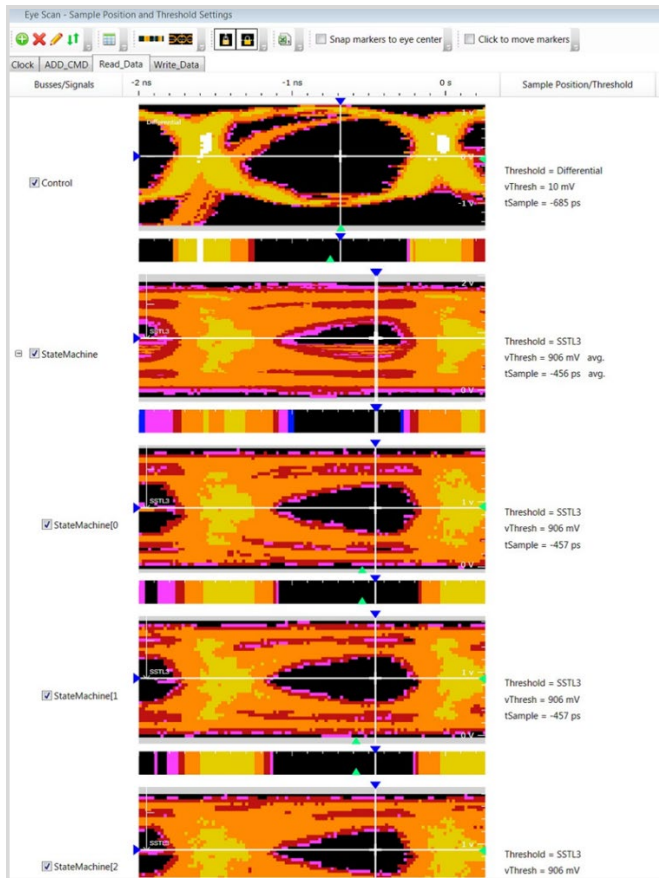 Eye Scan - Sample Position and Threshold Settings
Snap markers to eye center
Click to move markers
Clock ADD_CMD Read_Data Write_Data
Busses/Signals -2 ns -1 ns 0 s Sample Position/Threshold
Differential
1 V
0 V
-1 V
Control
Threshold = Differential
vThresh = 10 mV
tSample = -685 ps
2 V
SSTL3
0 V
StateMachine
Threshold = SSTL3
vThresh = 906 mV avg.
tSample = -456 ps avg.
SSTL3
1 V
0 V
StateMachine[0
Threshold = SSTL3
vThresh = 906 mV
tSample = -457 ps
SSTL3
1 V
0 V
StateMachine[1
Threshold = SSTL3
vThresh = 906 mV
tSample = -457 ps
SSTL3
1 V
StateMachine[2
Threshold = SSTL3
vThresh = 906 mV